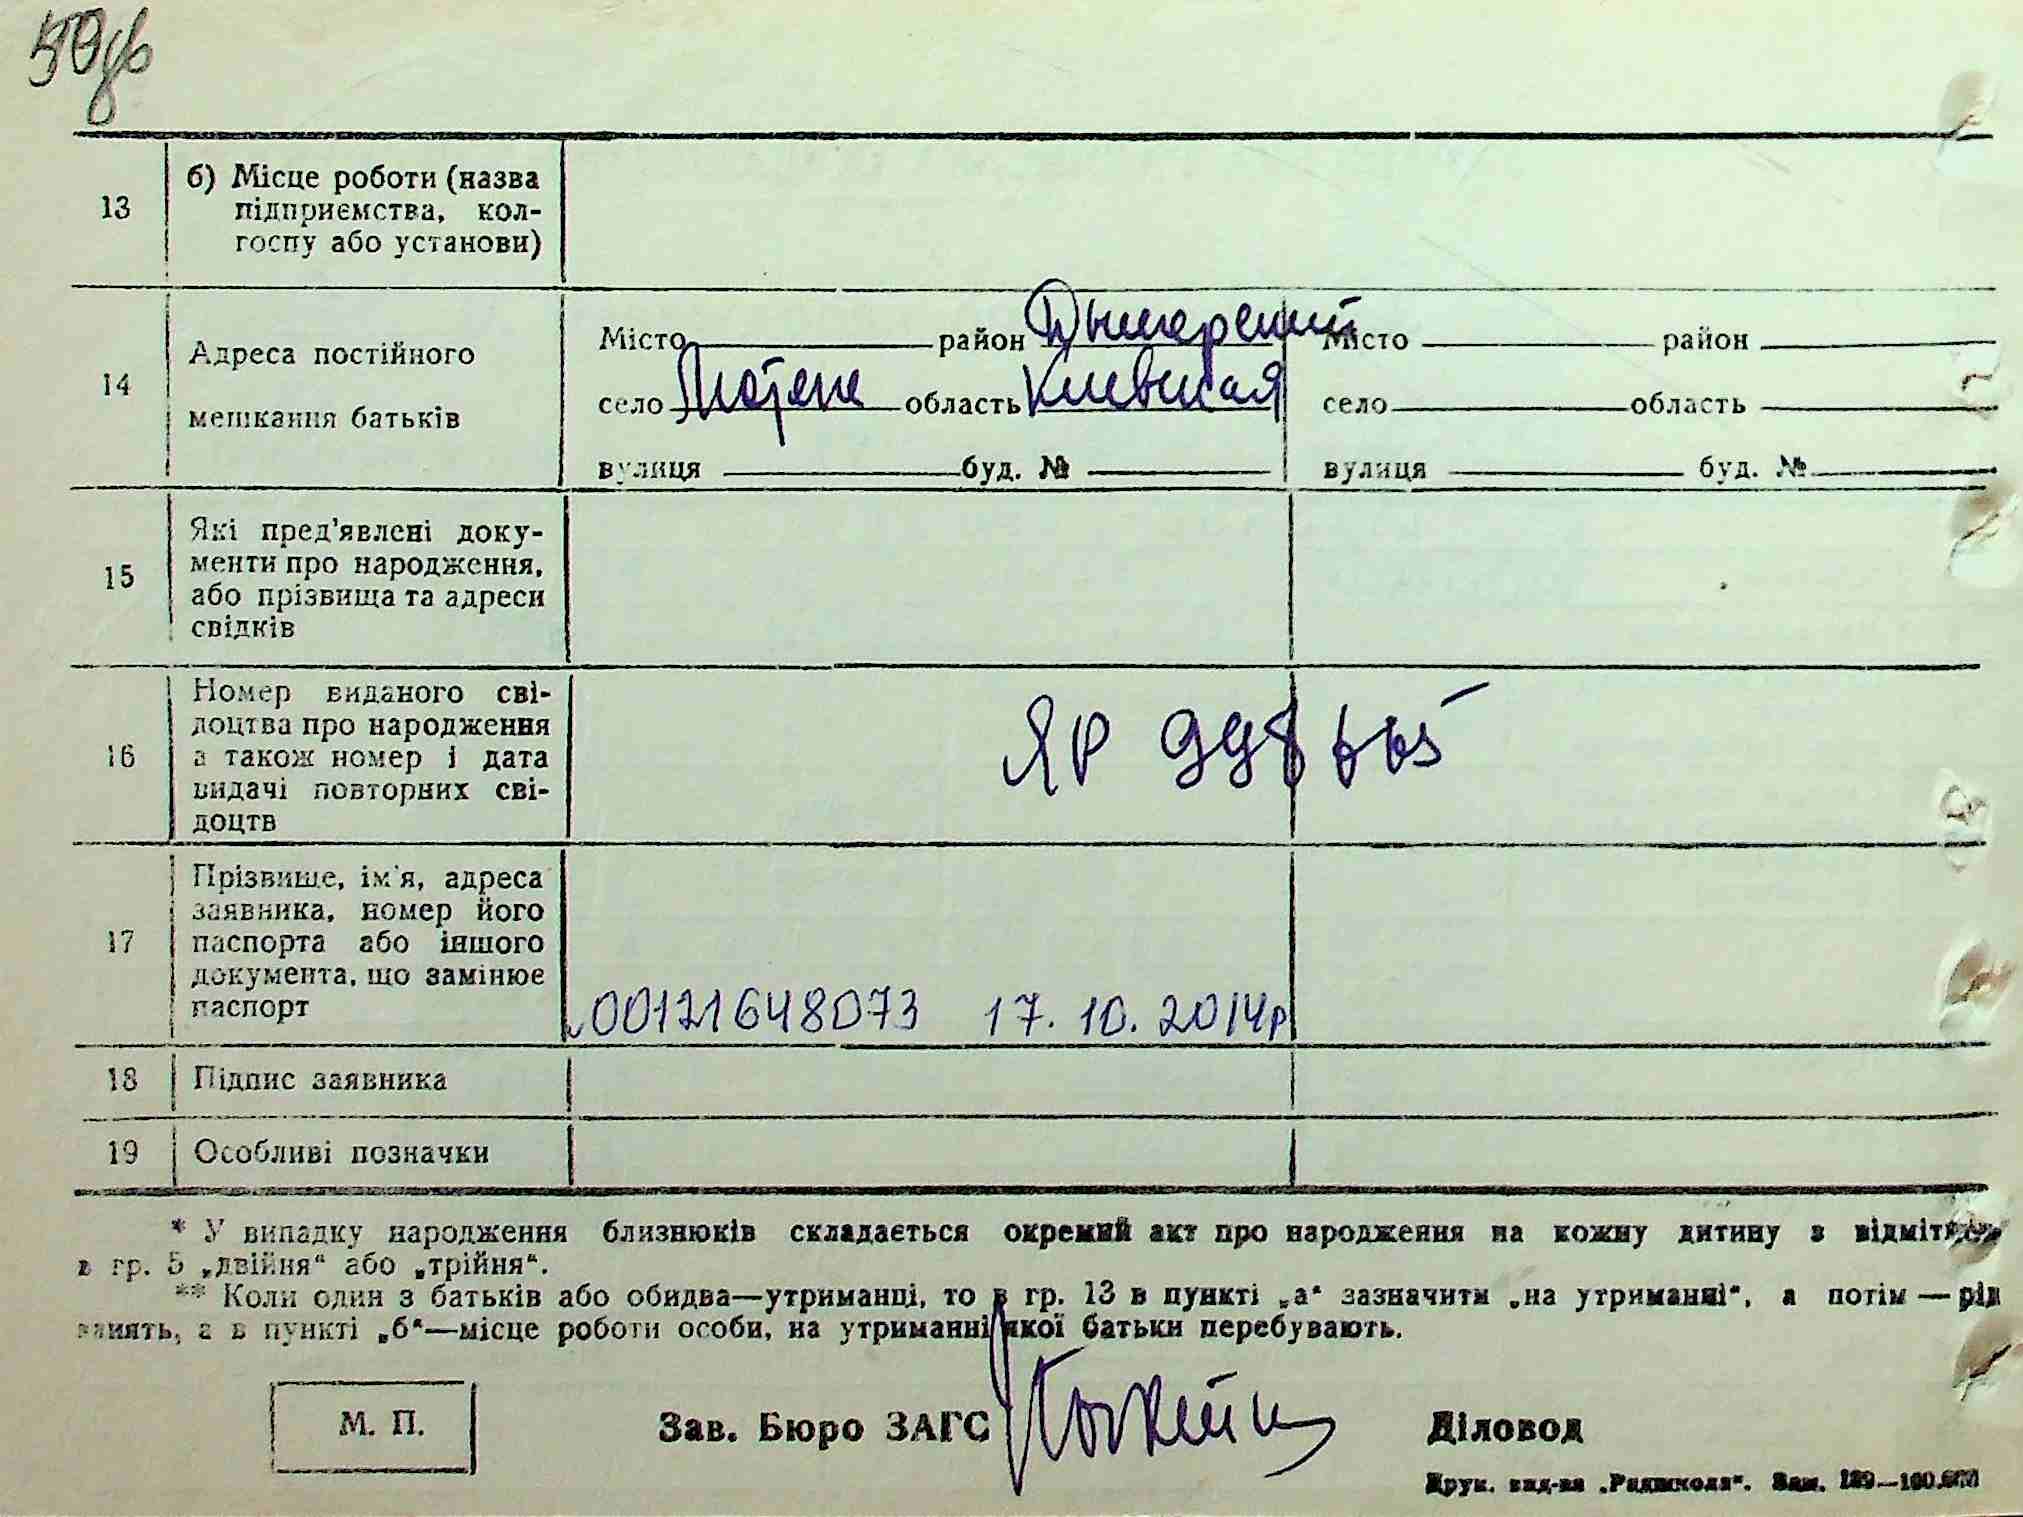 50
13
б) Місце роботи (назва
підприємства, кол-
госпу або установи)
14
Адреса постійного
мешкання батьків
Місто район Дымерский
село Лютеж область Киевская
вулиця буд. №
Місто район
село область
вулиця буд. №
15
Які пред'явлені доку-
менти про народження,
або прізвища та адреси
свідків
16
Номер виданого сві-
доцтва про народження
а також номер і дата
видачі повторних сві-
доцтв
ЯР 998665
17
Прізвище, ім'я, адреса
заявника, номер його
паспорта або іншого
документа, що замінює
паспорт
00121648073 17.10.2014р
18
Підпис заявника
19
Особливі позначки
* У випадку народження близнюків складається окремий акт про народження на кожну дитину з
в гр. 5 „двійня“ або „трійня“.
** Коли один з батьків або обидва—утриманці, то в гр. 13 в пункті „а“ зазначити „на утриманні“, а потім — рід
занять, а в пункті „б“—місце роботи особи, на утриманні якої батьки перебувають.
М. П.
Зав. Бюро ЗАГС
Діловод
Друк. вид-ва „Радшкола“. Зам.